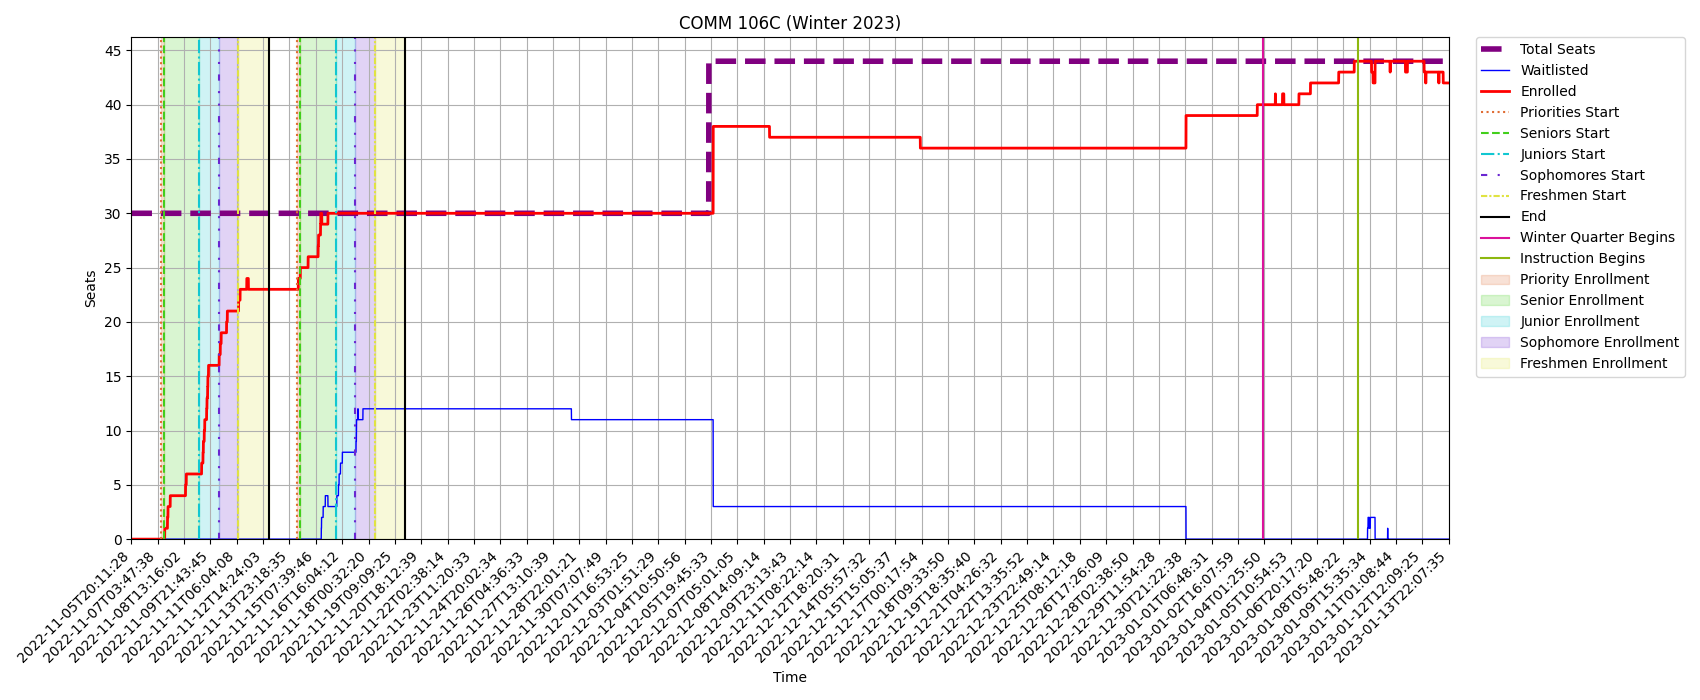 COMM 106C (Winter 2023)
Seats
45
40
35
30
25
20
15
10
5
0
2022-11-05T20:11:28
2022-11-07T03:47:38
2022-11-08T13:16:02
2022-11-09T21:43:45
2022-11-11T06:04:08
2022-11-12T14:24:03
2022-11-13T23:18:35
2022-11-15T07:39:46
2022-11-16T16:04:12
2022-11-18T00:32:20
2022-11-19T09:09:25
2022-11-20T18:12:39
2022-11-22T02:38:14
2022-11-23T11:20:33
2022-11-24T20:02:34
2022-11-26T04:36:33
2022-11-27T13:10:39
2022-11-28T22:01:21
2022-11-30T07:07:49
2022-12-01T16:53:25
2022-12-03T01:51:29
2022-12-04T10:50:56
2022-12-05T19:45:33
2022-12-07T05:01:05
2022-12-08T14:09:14
2022-12-09T23:13:43
2022-12-11T08:22:14
2022-12-12T18:20:31
2022-12-14T05:57:32
2022-12-15T15:05:37
2022-12-17T00:17:54
2022-12-18T09:33:50
2022-12-19T18:35:40
2022-12-21T04:26:32
2022-12-22T13:35:52
2022-12-23T22:49:14
2022-12-25T08:12:18
2022-12-26T17:26:09
2022-12-28T02:38:50
2022-12-29T11:54:28
2022-12-30T21:22:38
2023-01-01T06:48:31
2023-01-02T16:07:59
2023-01-04T01:25:50
2023-01-05T10:54:53
2023-01-06T20:17:20
2023-01-08T05:48:22
2023-01-09T15:35:34
2023-01-11T01:08:44
2023-01-12T12:09:25
2023-01-13T22:07:35
Time
Total Seats
Waitlisted
Enrolled
Priorities Start
Seniors Start
Juniors Start
Sophomores Start
Freshmen Start
End
Winter Quarter Begins
Instruction Begins
Priority Enrollment
Senior Enrollment
Junior Enrollment
Sophomore Enrollment
Freshmen Enrollment